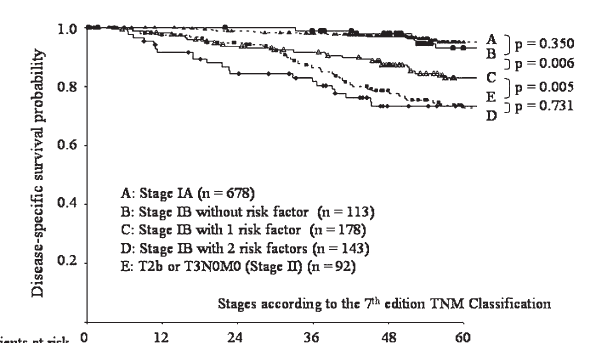 Disease-specific survival probability
1.0
0.8
0.6
0.4
0.2
A
B
C
E
D
p = 0.350
p = 0.006
p = 0.005
p = 0.731
A: Stage IA (n = 678)
B: Stage IB without risk factor (n = 113)
C: Stage IB with 1 risk factor (n = 178)
D: Stage IB with 2 risk factors (n = 143)
E: T2b or T3N0M0 (Stage II) (n = 92)
Stages according to the 7th edition TNM Classification
0 12 24 36 48 60
at risk